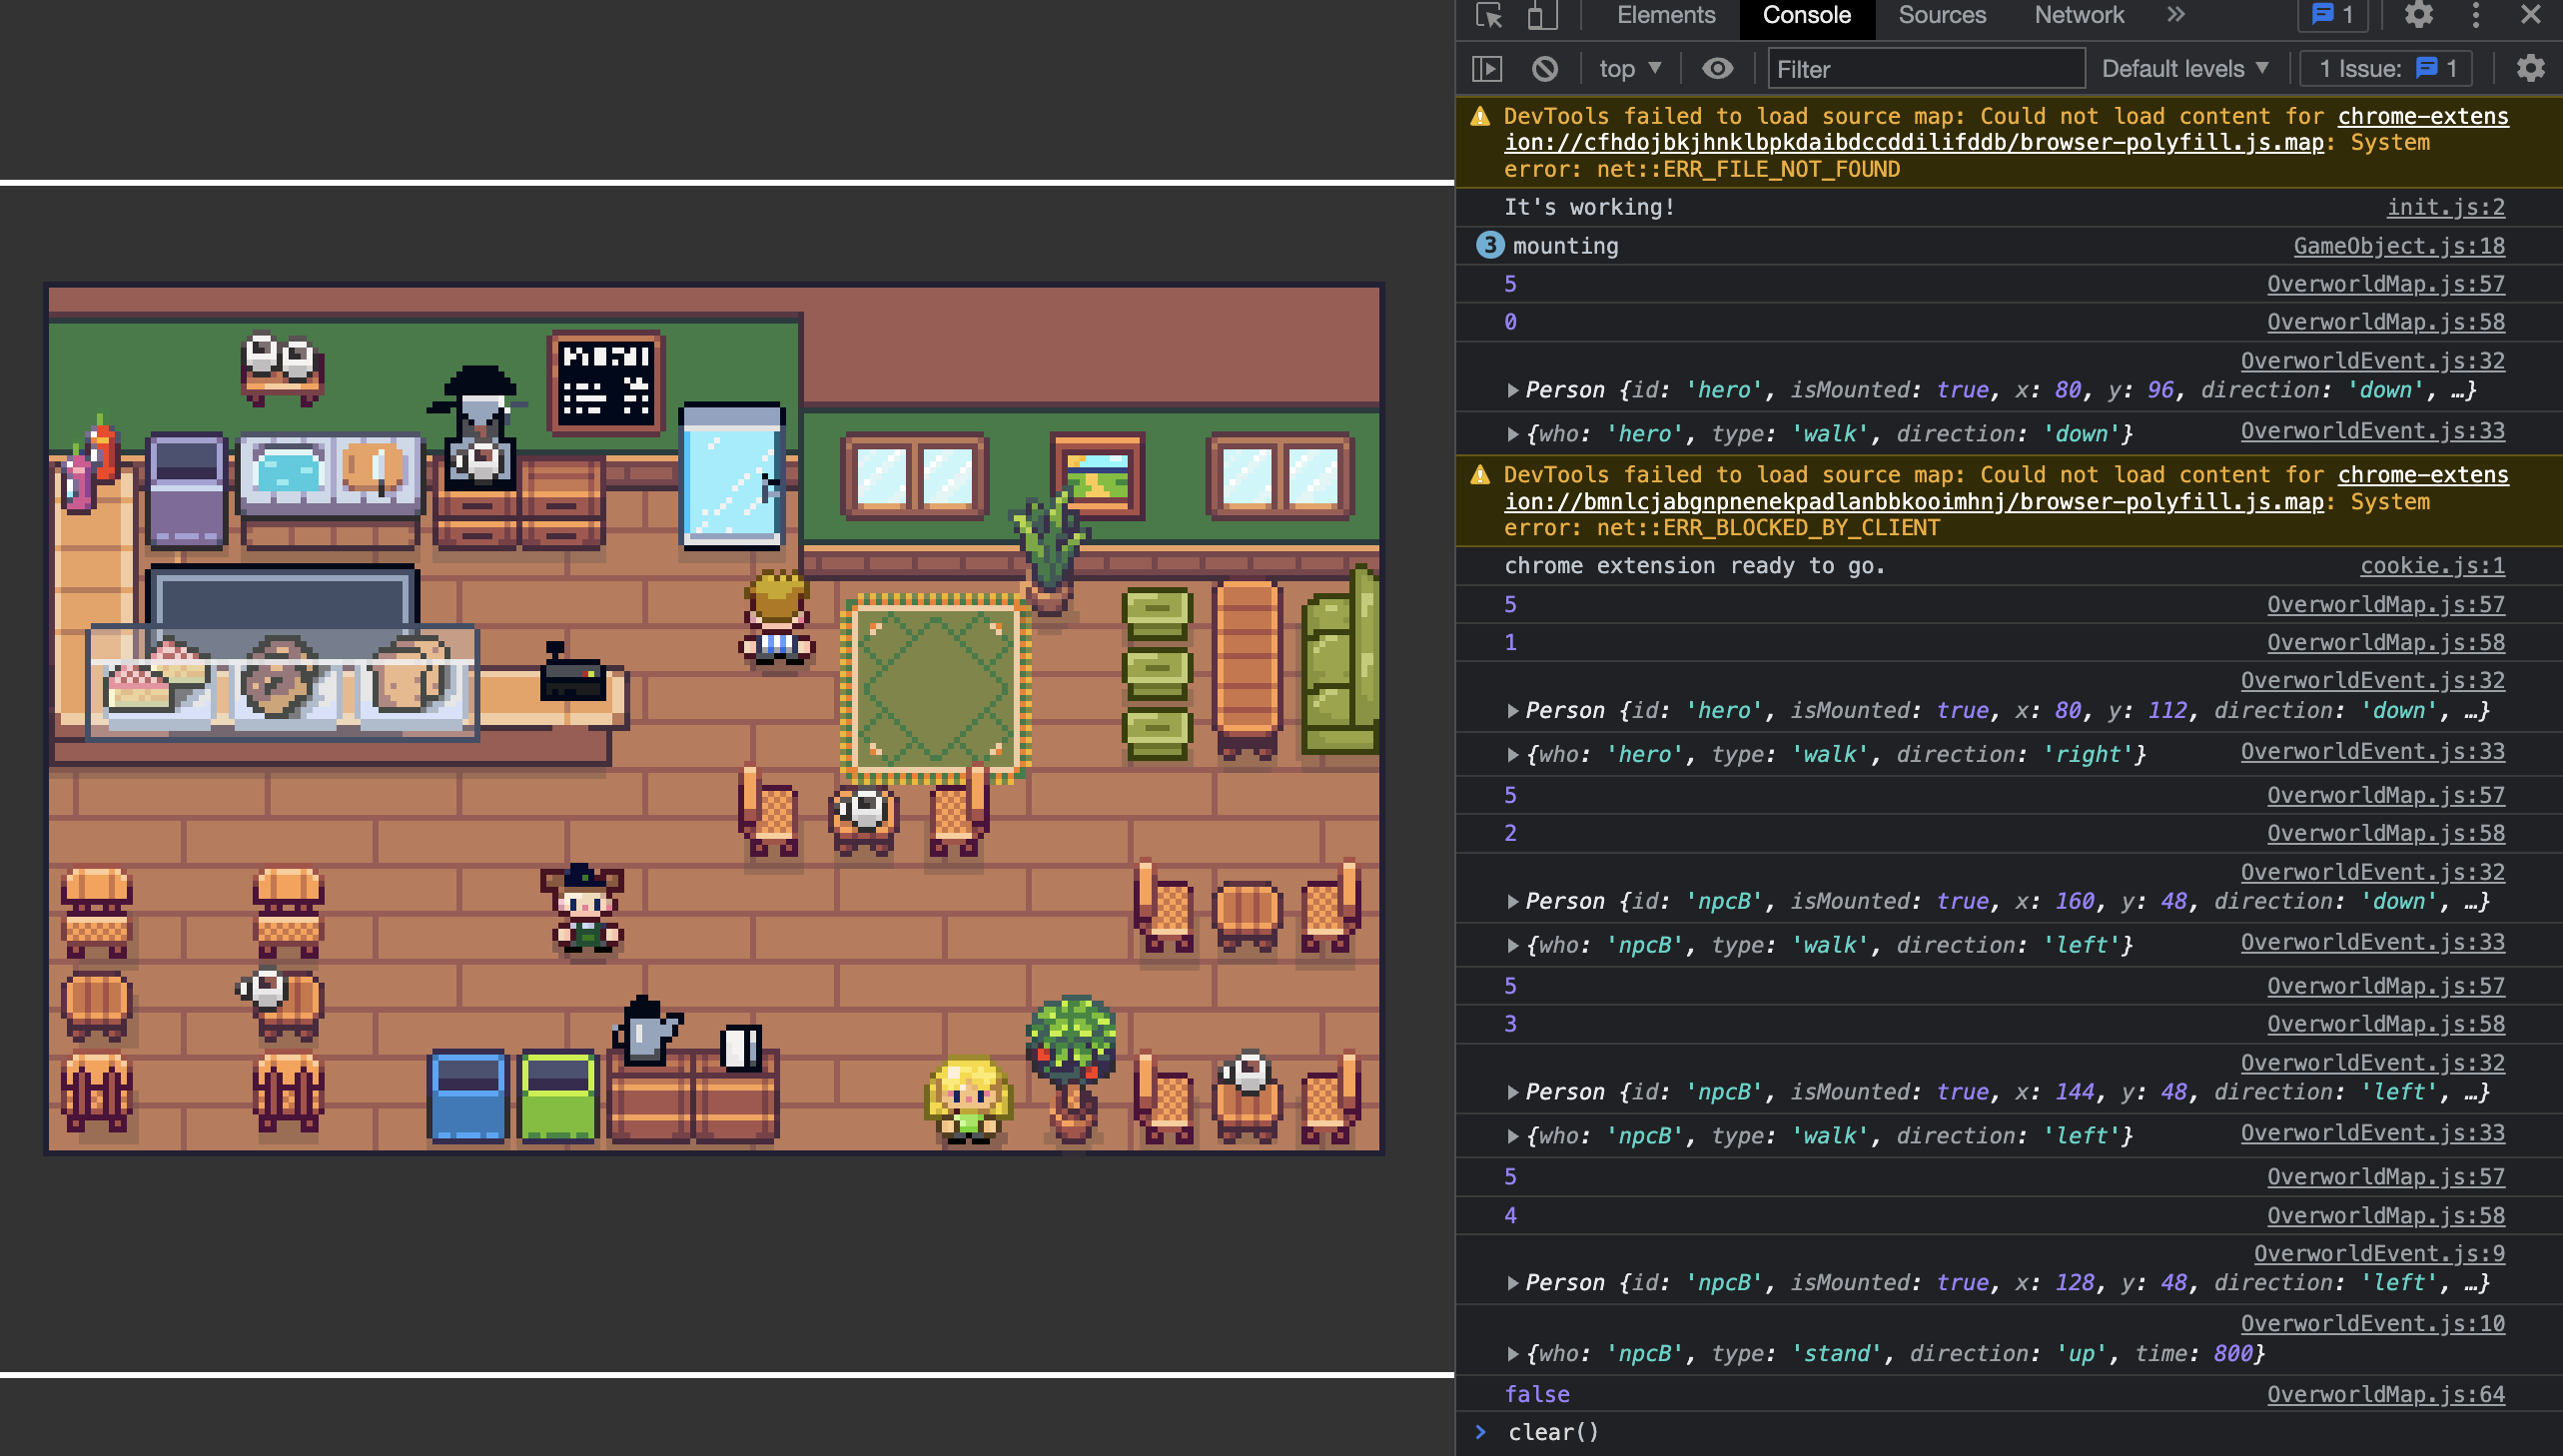 Elements Console Sources Network 1
top Filter Default levels 1 Issue: 1
DevTools failed to load source map: Could not load content for chrome-extens
ion://cfhdojbkjhnklbpkdaibdccddilifddb/browser-polyfill.js.map: System
error: net::ERR_FILE_NOT_FOUND
It's working! init.js:2
3 mounting GameObject.js:18
5 OverworldMap.js:57
0 OverworldMap.js:58
OverworldEvent.js:32
Person {id: 'hero', isMounted: true, x: 80, y: 96, direction: 'down', …}
{who: 'hero', type: 'walk', direction: 'down'} OverworldEvent.js:33
DevTools failed to load source map: Could not load content for chrome-extens
ion://bmnlcjabgnpnenekpadlanbbkooimhnj/browser-polyfill.js.map: System
error: net::ERR_BLOCKED_BY_CLIENT
chrome extension ready to go. cookie.js:1
5 OverworldMap.js:57
1 OverworldMap.js:58
OverworldEvent.js:32
Person {id: 'hero', isMounted: true, x: 80, y: 112, direction: 'down', …}
{who: 'hero', type: 'walk', direction: 'right'} OverworldEvent.js:33
5 OverworldMap.js:57
2 OverworldMap.js:58
OverworldEvent.js:32
Person {id: 'npcB', isMounted: true, x: 160, y: 48, direction: 'down', …}
{who: 'npcB', type: 'walk', direction: 'left'} OverworldEvent.js:33
5 OverworldMap.js:57
3 OverworldMap.js:58
OverworldEvent.js:32
Person {id: 'npcB', isMounted: true, x: 144, y: 48, direction: 'left', …}
{who: 'npcB', type: 'walk', direction: 'left'} OverworldEvent.js:33
5 OverworldMap.js:57
4 OverworldMap.js:58
OverworldEvent.js:9
Person {id: 'npcB', isMounted: true, x: 128, y: 48, direction: 'left', …}
OverworldEvent.js:10
{who: 'npcB', type: 'stand', direction: 'up', time: 800}
false OverworldMap.js:64
clear()